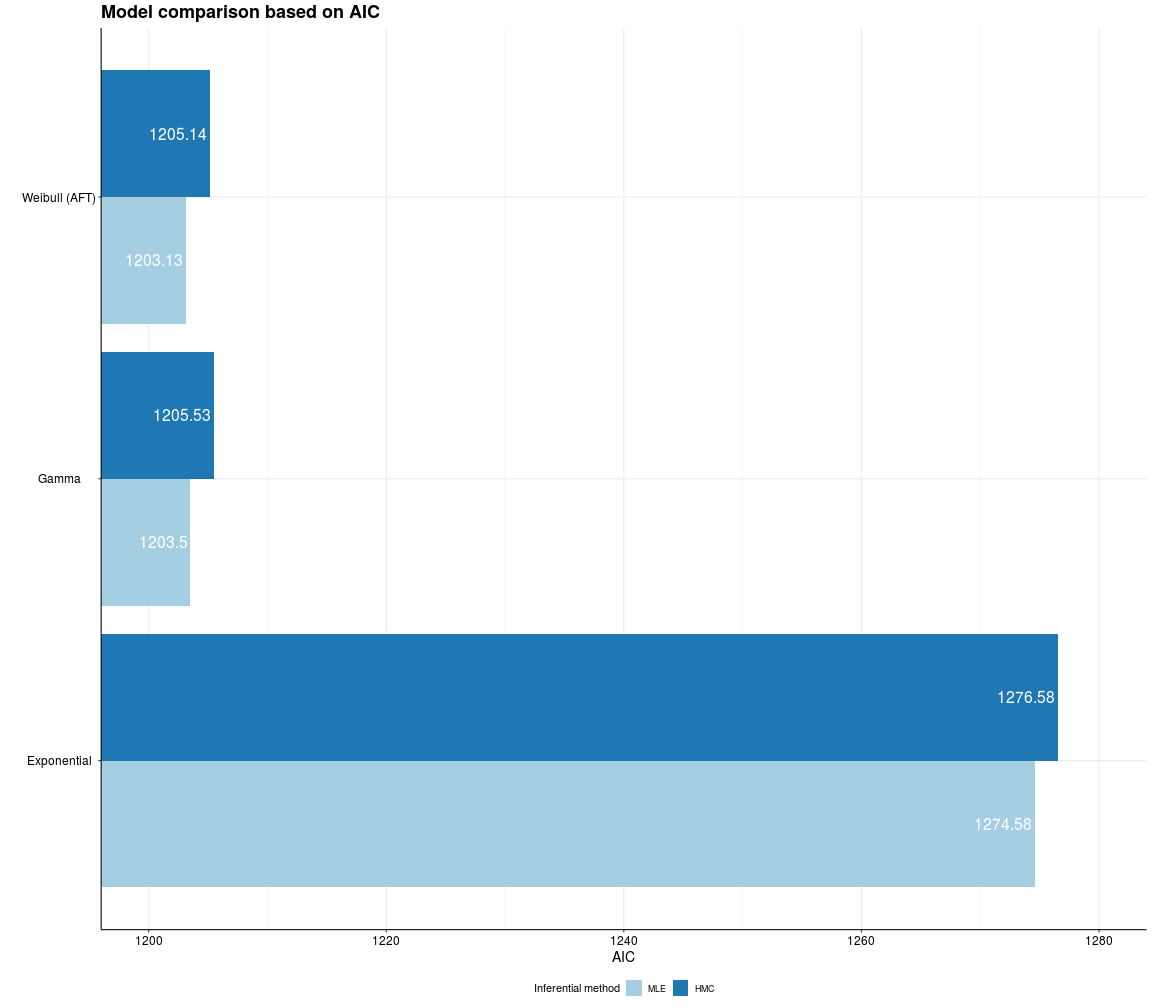 Model comparison based on AIC
1205.14
Weibull (AFT)
1203.13
1205.53
Gamma
1203.5
1276.58
Exponential
1274.58
1200 1220 1240 1260 1280
AIC
Inferential method MLE HMC